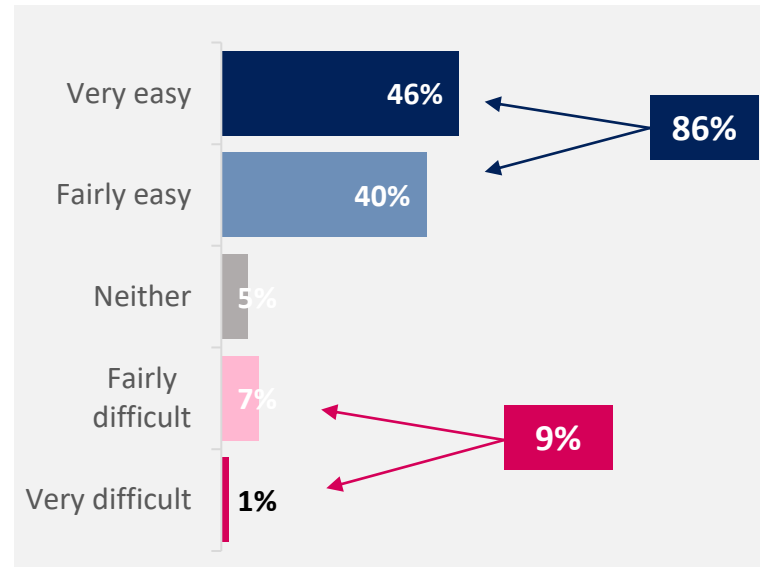 Very easy
46%
86%
Fairly easy
40%
Neither
5%
Fairly
difficult
7%
9%
Very difficult
1%